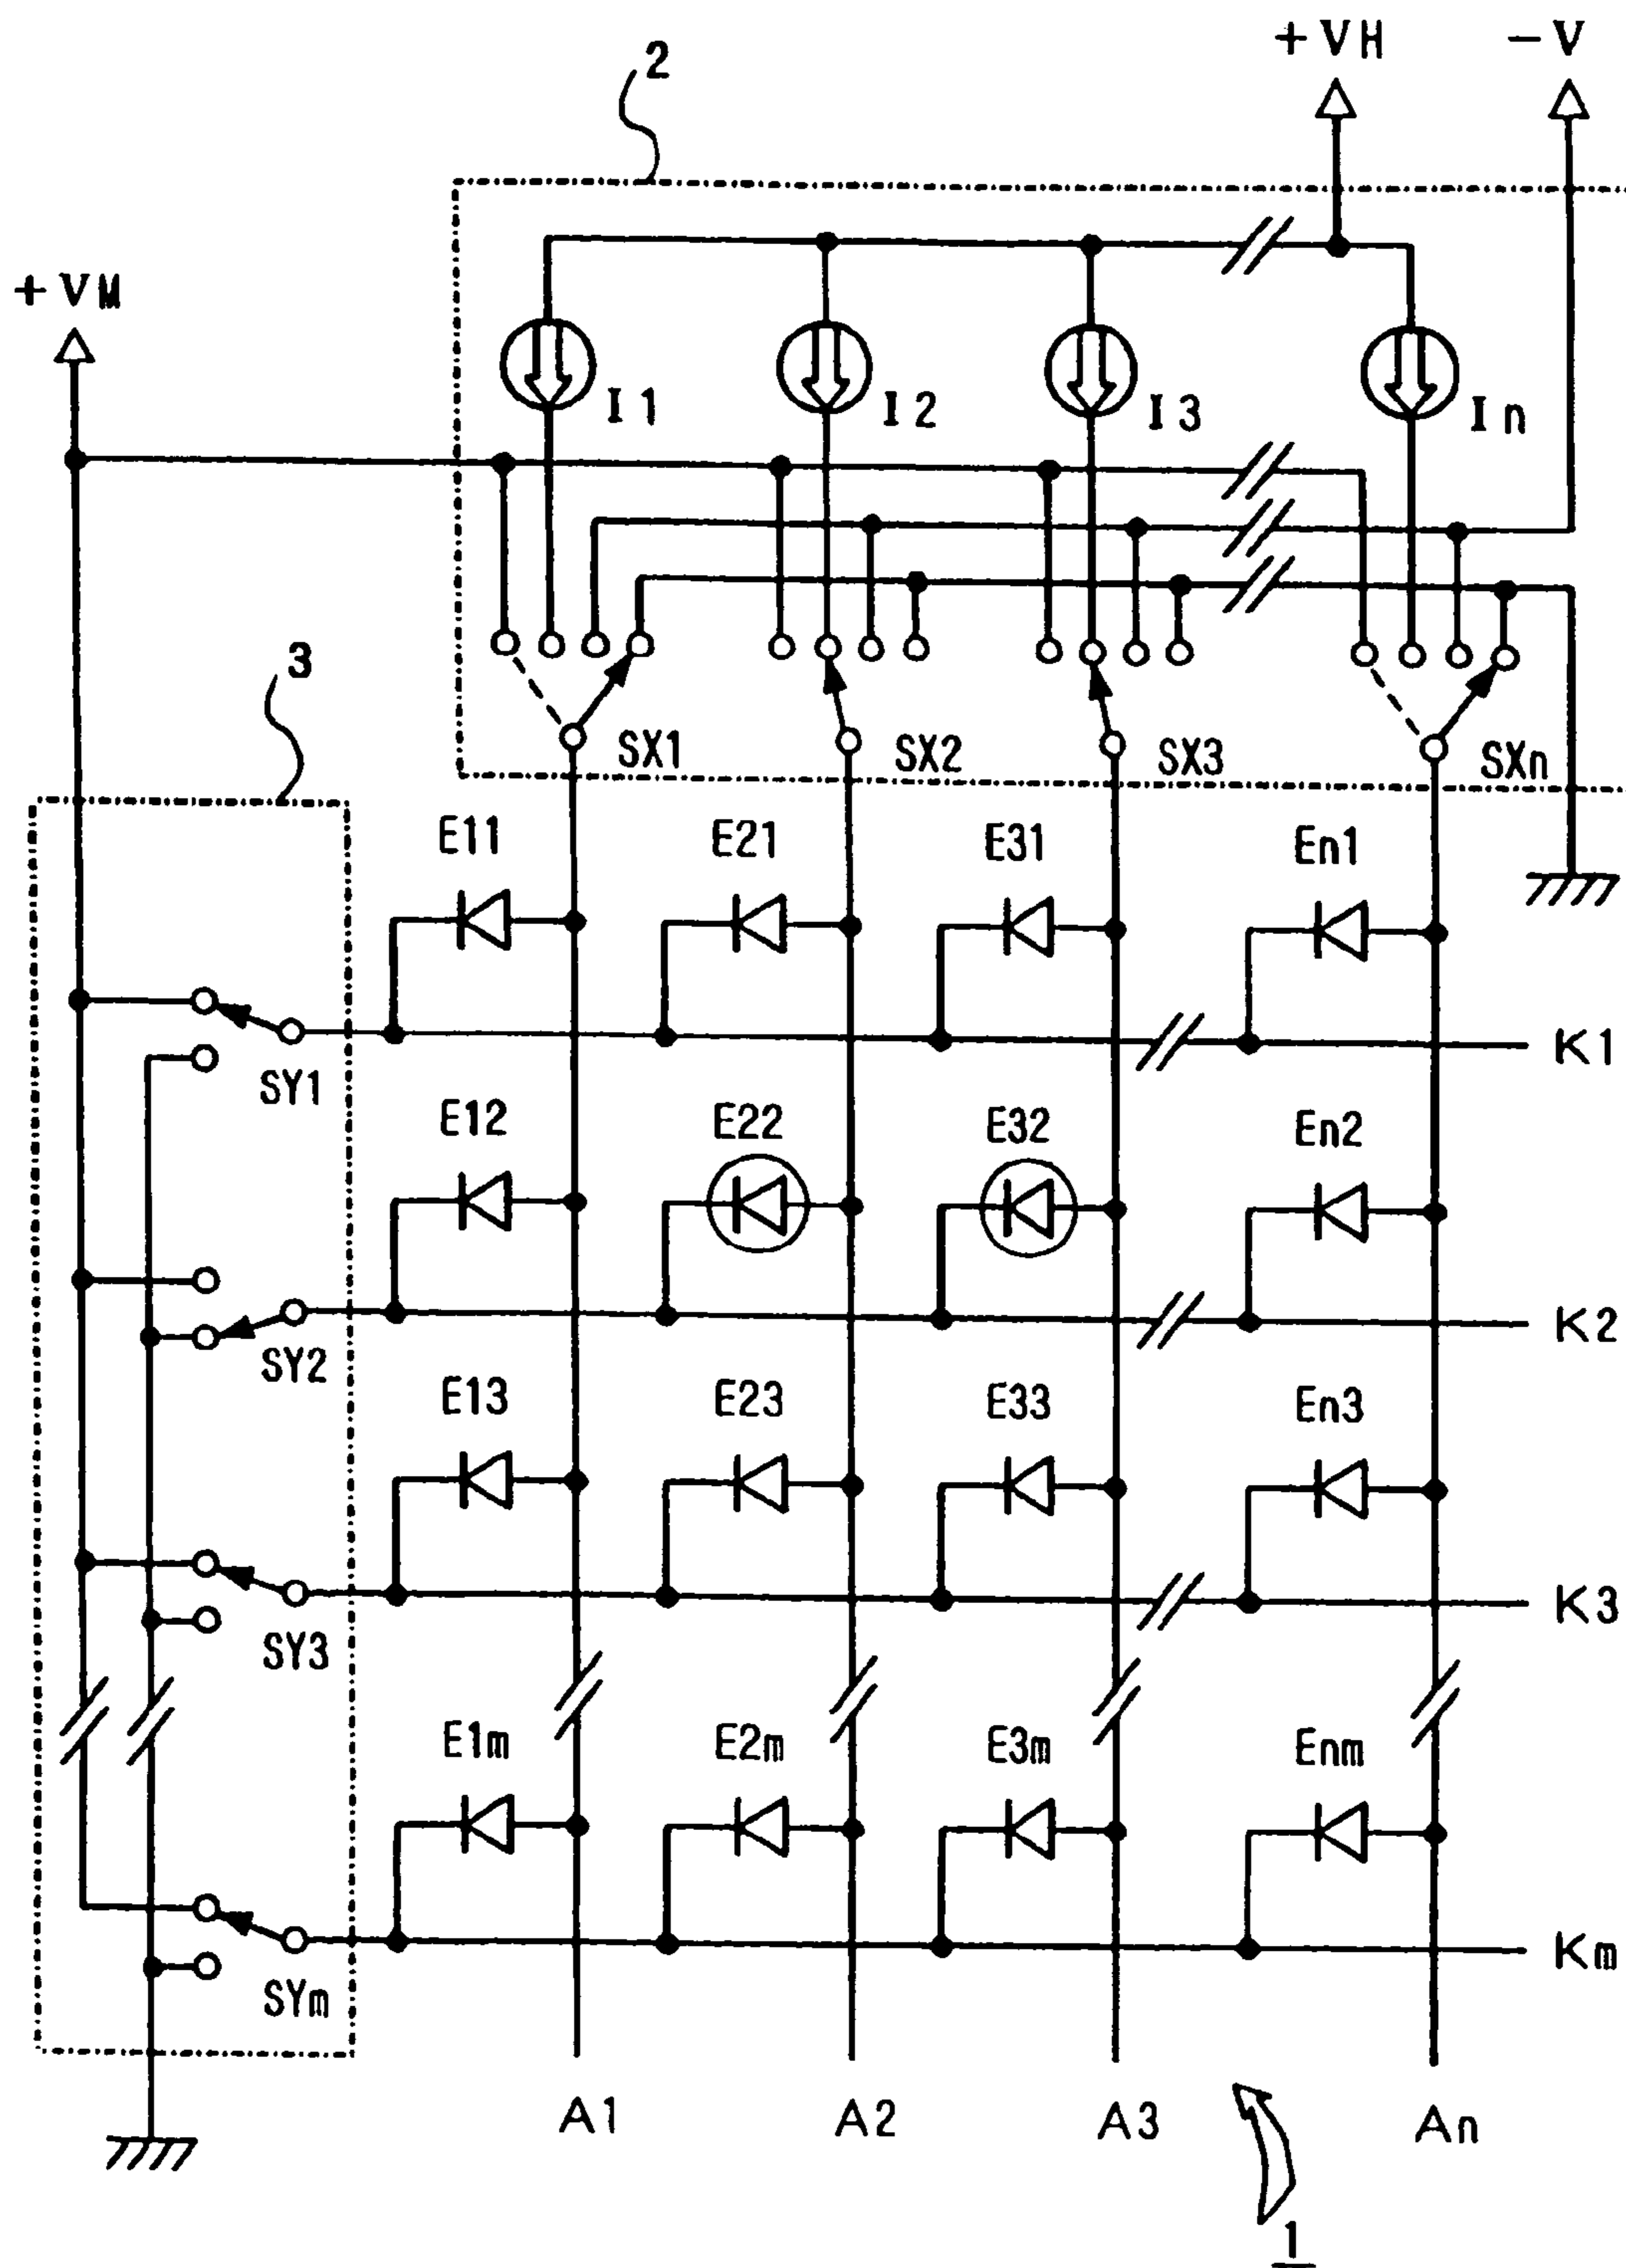 +VH -V
2
+VM
I1 I2 I3 In
3
SX1 SX2 SX3 SXn
E11 E21 E31 En1
K1
SY1
E12 E22 E32 En2
K2
SY2
E13 E23 E33 En3
K3
SY3
E1m E2m E3m Enm
Km
SYm
A1 A2 A3 An
1